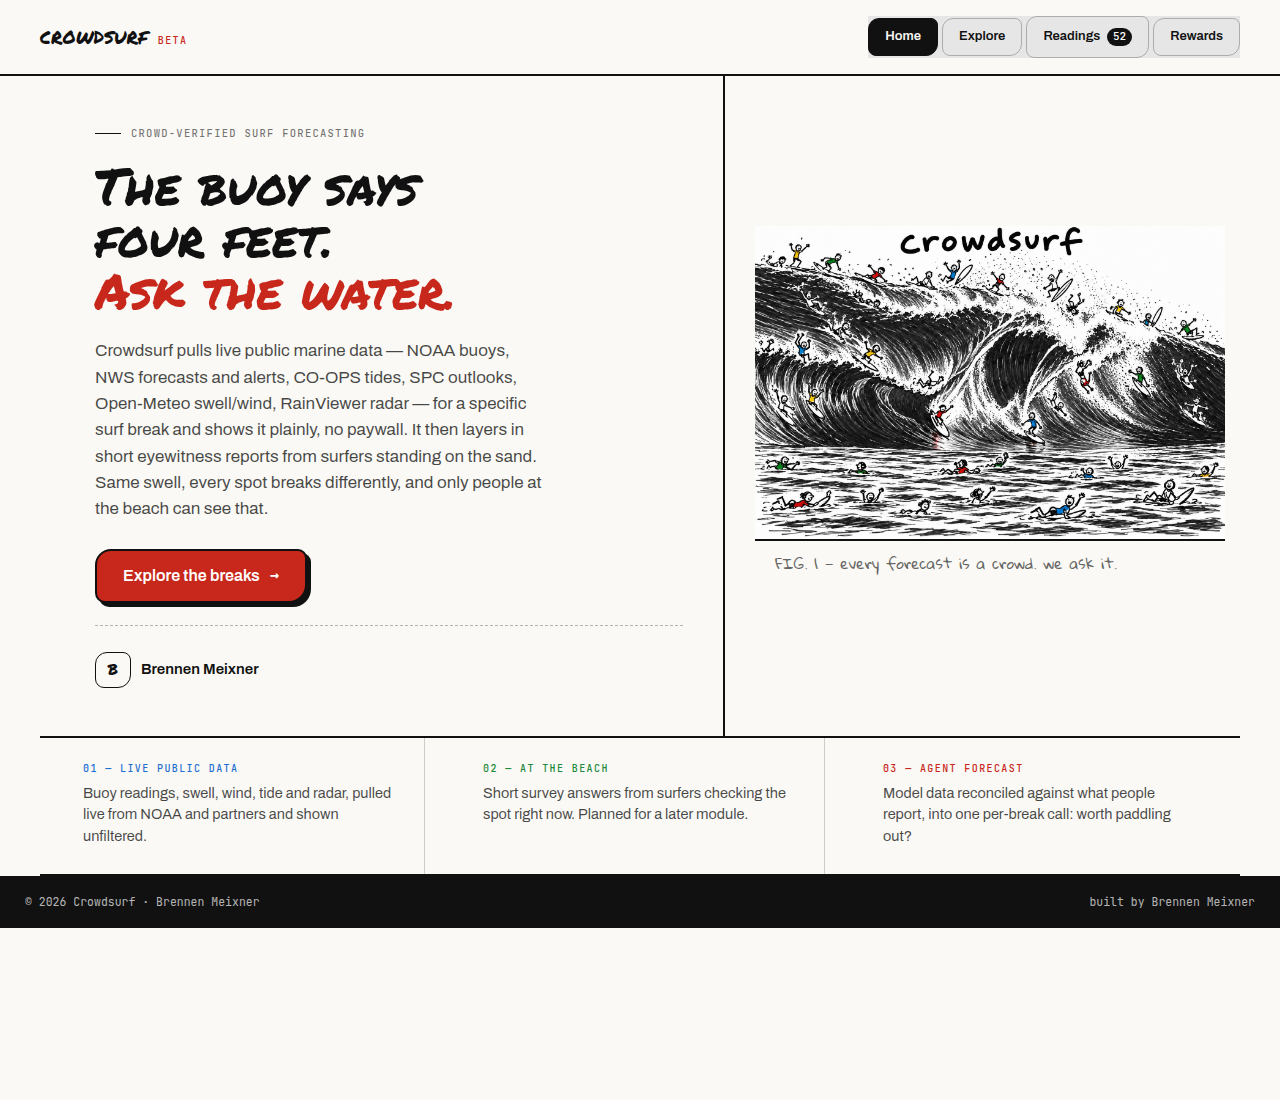 CROWDSURF BETA
Home
Explore
Readings 52
Rewards
CROWD-VERIFIED SURF FORECASTING
THE BUOY SAYS
FOUR FEET.
ASK THE WATER.
Crowdsurf pulls live public marine data — NOAA buoys,
NWS forecasts and alerts, CO-OPS tides, SPC outlooks,
Open-Meteo swell/wind, RainViewer radar — for a specific
surf break and shows it plainly, no paywall. It then layers in
short eyewitness reports from surfers standing on the sand.
Same swell, every spot breaks differently, and only people at
the beach can see that.
Explore the breaks →
B
Brennen Meixner
crowdsurf
FIG. 1 — every forecast is a crowd. we ask it.
01 — LIVE PUBLIC DATA
Buoy readings, swell, wind, tide and radar, pulled
live from NOAA and partners and shown
unfiltered.
02 — AT THE BEACH
Short survey answers from surfers checking the
spot right now. Planned for a later module.
03 — AGENT FORECAST
Model data reconciled against what people
report, into one per-break call: worth paddling
out?
© 2026 Crowdsurf · Brennen Meixner
built by Brennen Meixner